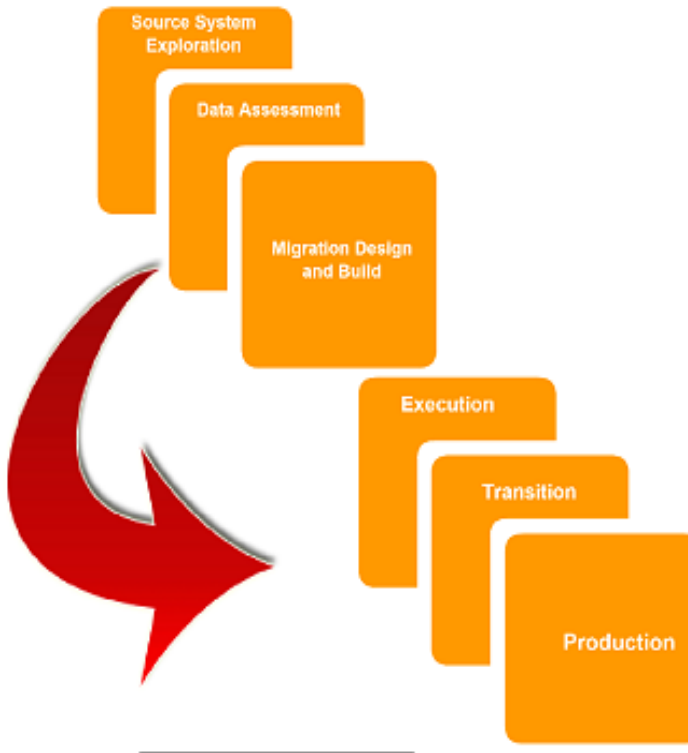 Source System
Exploration
Data Assessment
Migration Design
and Build
Execution
Transition
Production